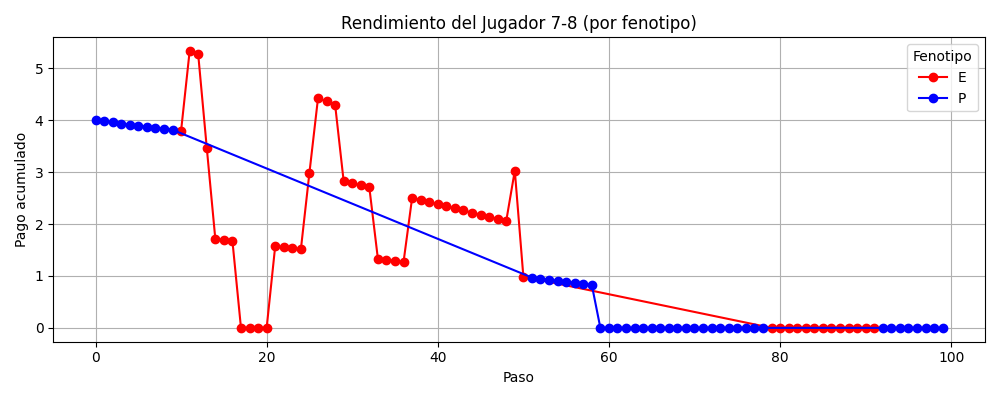 Rendimiento del Jugador 7-8 (por fenotipo)
Pago acumulado
5
4
3
2
1
0
Fenotipo
E
P
0 20 40 60 80 100
Paso